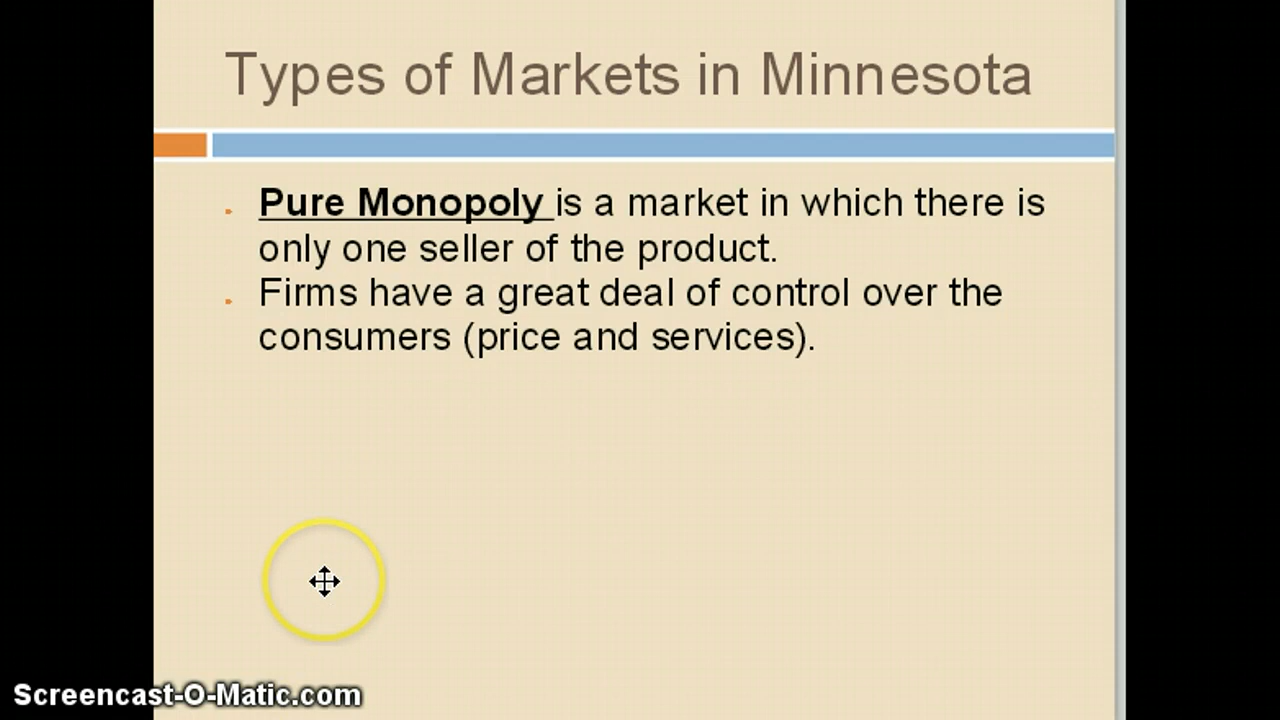 Types of Markets in Minnesota
Pure Monopoly is a market in which there is
only one seller of the product.
Firms have a great deal of control over the
consumers (price and services).
Screencast-O-Matic.com